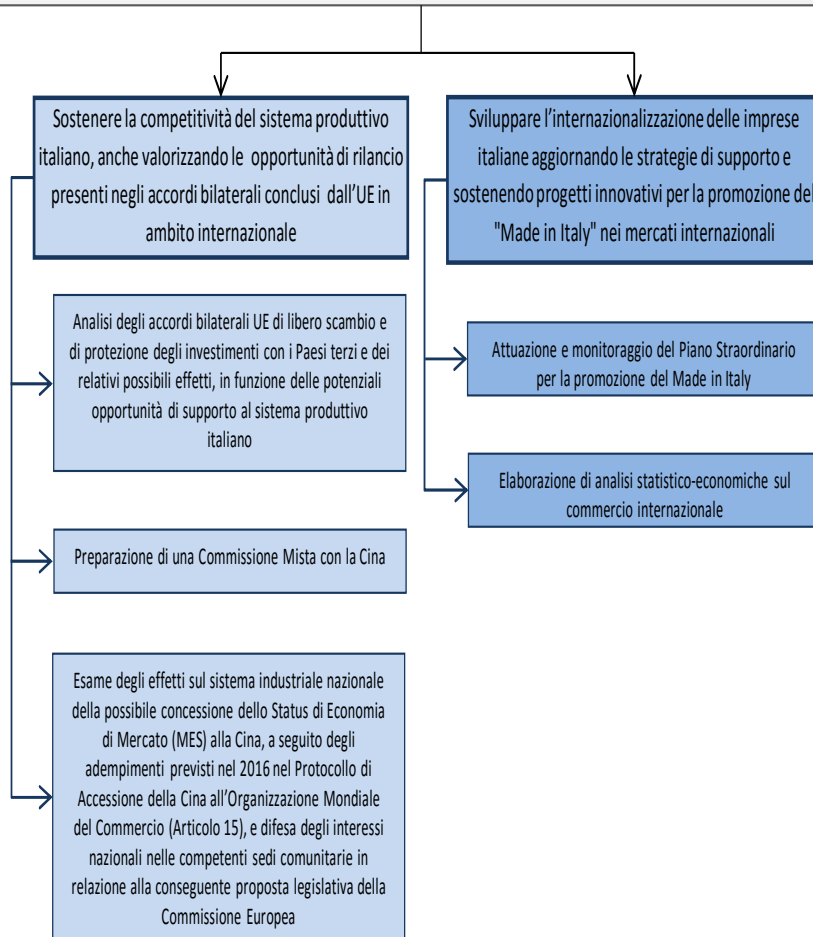 Sostenere la competitività del sistema produttivo
italiano, anche valorizzando le opportunità di rilancio
presenti negli accordi bilaterali conclusi dall'UE in
ambito internazionale
Analisi degli accordi bilaterali UE di libero scambio e
di protezione degli investimenti con i Paesi terzi e dei
relativi possibili effetti, in funzione delle potenziali
opportunità di supporto al sistema produttivo
italiano
Preparazione di una Commissione Mista con la Cina
Esame degli effetti sul sistema industriale nazionale
della possibile concessione dello Status di Economia
di Mercato (MES) alla Cina, a seguito degli
adempimenti previsti nel 2016 nel Protocollo di
Accessione della Cina all'Organizzazione Mondiale
del Commercio (Articolo 15), e difesa degli interessi
nazionali nelle competenti sedi comunitarie in
relazione alla conseguente proposta legislativa della
Commissione Europea
Sviluppare l'internazionalizzazione delle imprese
italiane aggiornando le strategie di supporto e
sostenendo progetti innovativi per la promozione del
"Made in Italy" nei mercati internazionali
Attuazione e monitoraggio del Piano Straordinario
per la promozione del Made in Italy
Elaborazione di analisi statistico-economiche sul
commercio internazionale